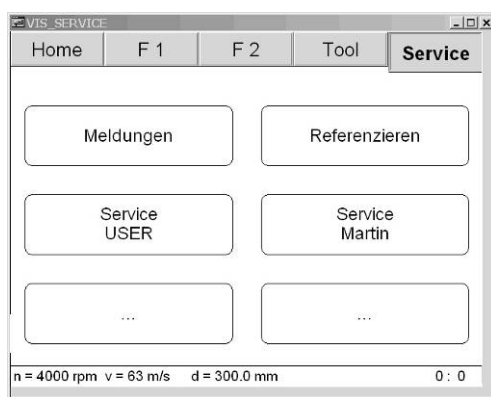 VIS_SERVICE
Home F 1 F 2 Tool Service
Meldungen Referenzieren
Service Service
USER Martin
... ...
n = 4000 rpm v = 63 m/s d = 300.0 mm 0 : 0